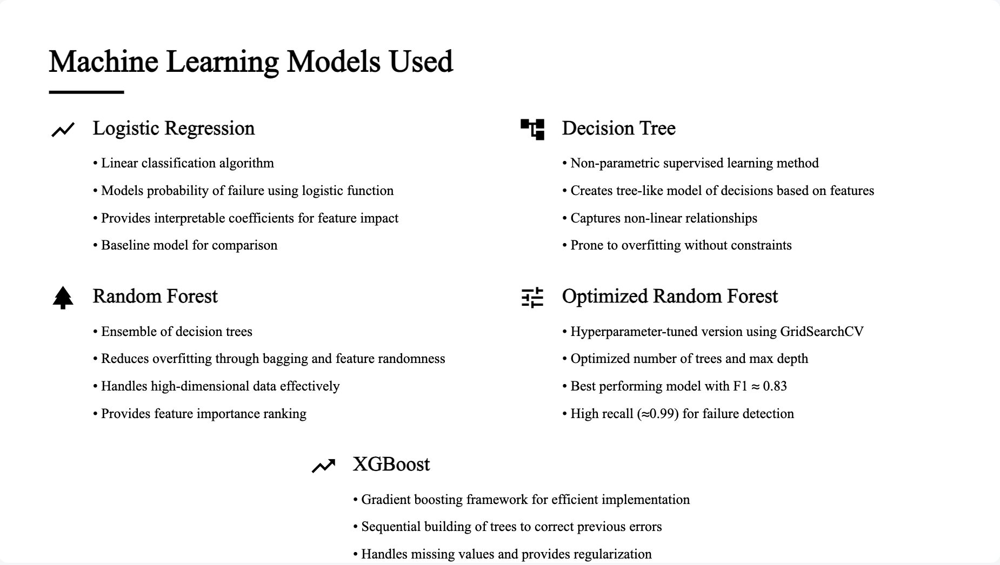 Machine Learning Models Used
Logistic Regression
• Linear classification algorithm
• Models probability of failure using logistic function
• Provides interpretable coefficients for feature impact
• Baseline model for comparison
Decision Tree
• Non-parametric supervised learning method
• Creates tree-like model of decisions based on features
• Captures non-linear relationships
• Prone to overfitting without constraints
Random Forest
• Ensemble of decision trees
• Reduces overfitting through bagging and feature randomness
• Handles high-dimensional data effectively
• Provides feature importance ranking
Optimized Random Forest
• Hyperparameter-tuned version using GridSearchCV
• Optimized number of trees and max depth
• Best performing model with F1 ≈ 0.83
• High recall (≈0.99) for failure detection
XGBoost
• Gradient boosting framework for efficient implementation
• Sequential building of trees to correct previous errors
• Handles missing values and provides regularization